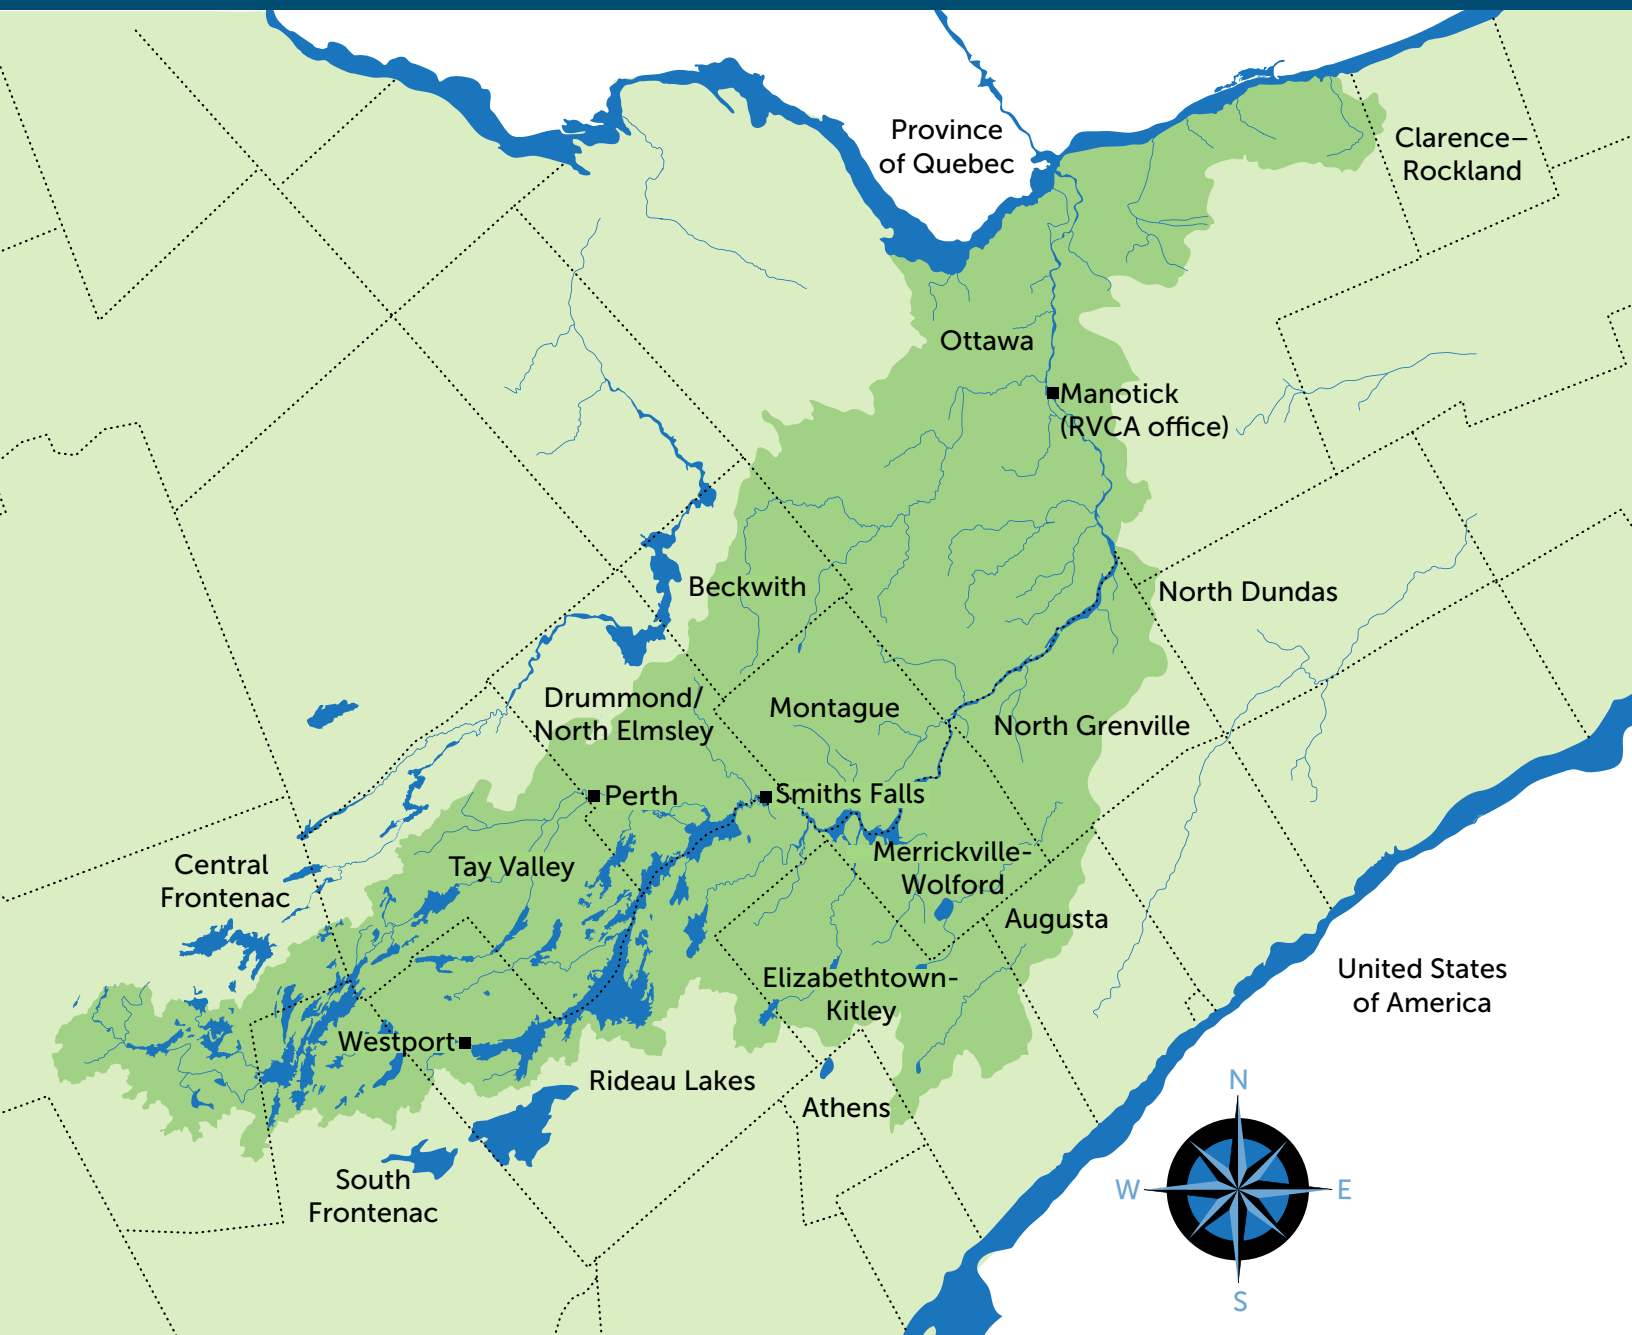 Province
of Quebec
Clarence–
Rockland
Ottawa
Manotick
(RVCA office)
Beckwith
North Dundas
Drummond/
North Elmsley
Montague
North Grenville
Perth
Smiths Falls
Central
Frontenac
Tay Valley
Merrickville-
Wolford
Augusta
Elizabethtown-
Kitley
United States
of America
Westport
Rideau Lakes
Athens
South
Frontenac
N
W
E
S